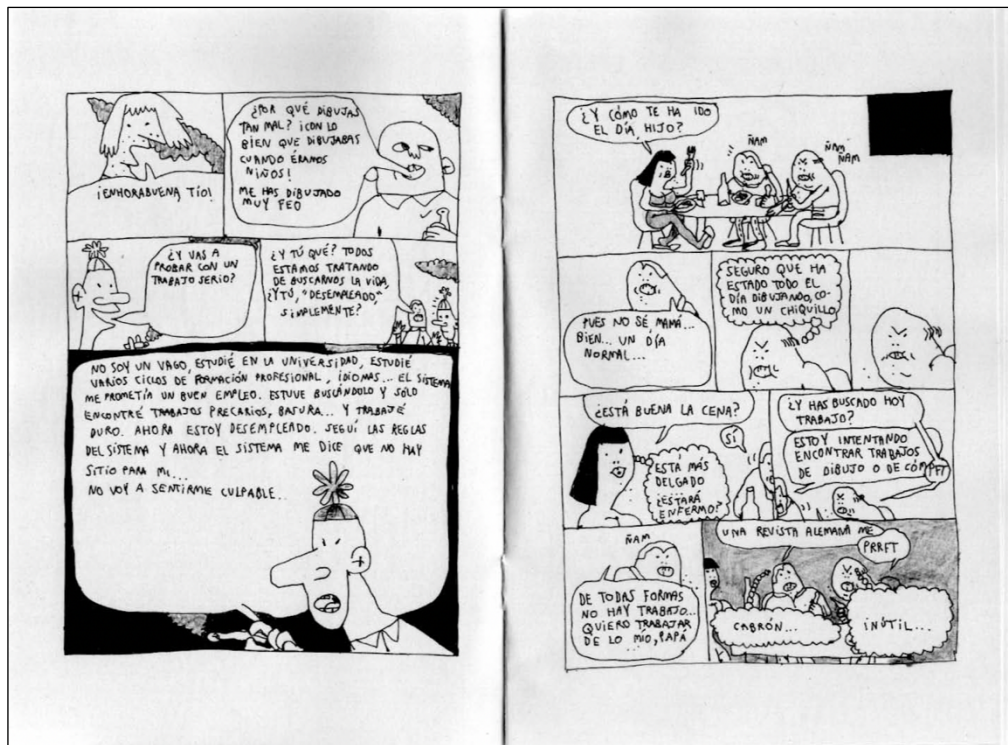 ¡ENHORABUENA TÍO!
¿POR QUÉ DIBUJAS
TAN MAL? ¡CON LO
BIEN QUE DIBUJABAS
CUANDO ÉRAMOS
NIÑOS!
ME HAS DIBUJADO
MUY FEO
¿Y VAS A
PROBAR CON UN
TRABAJO SERIO?
¿Y TÚ QUÉ? TODOS
ESTAMOS TRATANDO
DE BUSCARNOS LA VIDA
¿Y TÚ, "DESEMPLEADO"
SIMPLEMENTE?
NO SOY UN VAGO, ESTUDIÉ EN LA UNIVERSIDAD, ESTUDIÉ
VARIOS CICLOS DE FORMACIÓN PROFESIONAL, IDIOMAS... EL SISTEMA
ME PROMETÍA UN BUEN EMPLEO. ESTUVE BUSCÁNDOLO Y SÓLO
ENCONTRÉ TRABAJOS PRECARIOS, BASURA... Y TRABAJÉ
DURO. AHORA ESTOY DESEMPLEADO. SEGUÍ LAS REGLAS
DEL SISTEMA Y AHORA EL SISTEMA ME DICE QUE NO HAY
SITIO PARA MI...
NO VOY A SENTIRME CULPABLE...
¿Y CÓMO TE HA IDO
EL DÍA, HIJO?
ÑAM
ÑAM
ÑAM
PUES NO SÉ MAMÁ...
BIEN... UN DÍA
NORMAL...
SEGURO QUE HA
ESTADO TODO EL
DÍA DIBUJANDO, CO-
MO UN CHIQUILLO
¿ESTÁ BUENA LA CENA?
ESTÁ MÁS
DELGADO
¿ESTARÁ
ENFERMO?
SÍ
¿Y HAS BUSCADO HOY
TRABAJO?
ESTOY INTENTANDO
ENCONTRAR TRABAJOS
DE DIBUJO O DE CÓM
PFT
ÑAM
DE TODAS FORMAS
NO HAY TRABAJO...
QUIERO TRABAJAR
DE LO MIO, PAPÁ
UNA REVISTA ALEMANA ME
PRRFT
CABRÓN...
INÚTIL...